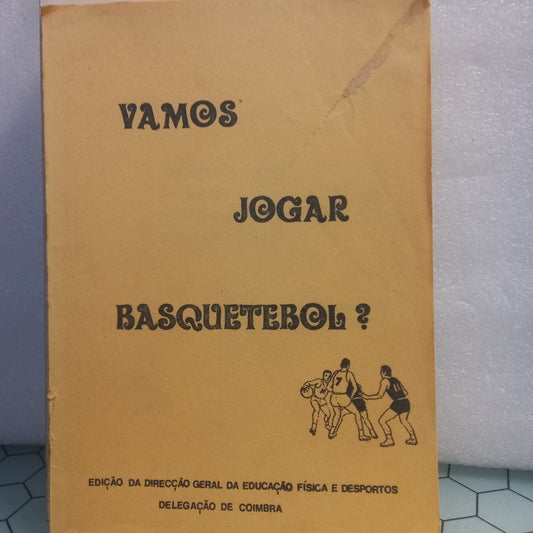 VAMOS
JOGAR
BASQUETEBOL ?
EDIÇÃO DA DIRECÇÃO GERAL DA EDUCAÇÃO FÍSICA E DESPORTOS
DELEGAÇÃO DE COIMBRA